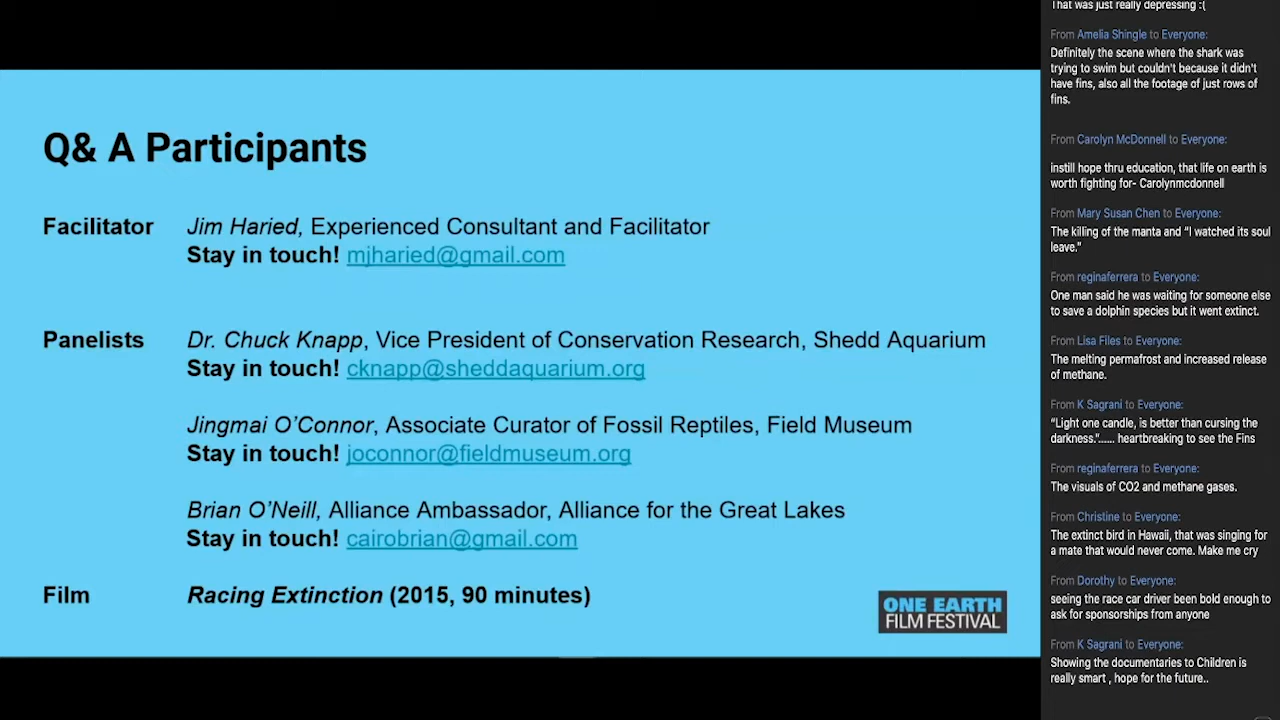 Q& A Participants
Facilitator
Jim Haried, Experienced Consultant and Facilitator
Stay in touch! mjharied@gmail.com
Panelists
Dr. Chuck Knapp, Vice President of Conservation Research, Shedd Aquarium
Stay in touch! cknapp@sheddaquarium.org
Jingmai O’Connor, Associate Curator of Fossil Reptiles, Field Museum
Stay in touch! joconnor@fieldmuseum.org
Brian O’Neill, Alliance Ambassador, Alliance for the Great Lakes
Stay in touch! cairobrian@gmail.com
Film
Racing Extinction (2015, 90 minutes)
ONE EARTH
FILM FESTIVAL
That was just really depressing :(
From Amelia Shingle to Everyone:
Definitely the scene where the shark was
trying to swim but couldn't because it didn't
have fins, also all the footage of just rows of
fins.
From Carolyn McDonnell to Everyone:
instill hope thru education, that life on earth is
worth fighting for- Carolynmcdonnell
From Mary Susan Chen to Everyone:
The killing of the manta and “I watched its soul
leave.”
From reginaferrera to Everyone:
One man said he was waiting for someone else
to save a dolphin species but it went extinct.
From Lisa Files to Everyone:
The melting permafrost and increased release
of methane.
From K Sagrani to Everyone:
“Light one candle, is better than cursing the
darkness.”...... heartbreaking to see the Fins
From reginaferrera to Everyone:
The visuals of CO2 and methane gases.
From Christine to Everyone:
The extinct bird in Hawaii, that was singing for
a mate that would never come. Make me cry
From Dorothy to Everyone:
seeing the race car driver been bold enough to
ask for sponsorships from anyone
From K Sagrani to Everyone:
Showing the documentaries to Children is
really smart , hope for the future..